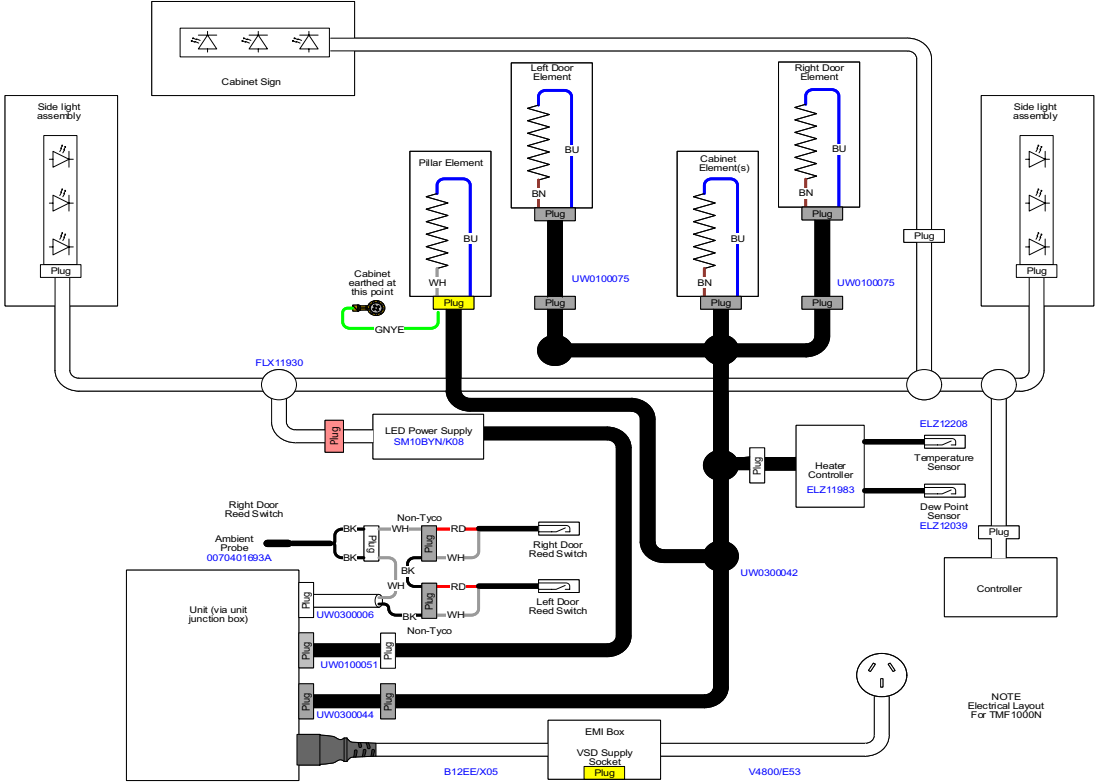 Cabinet Sign
Side light
assembly
Plug
Left Door
Element
BU
BN
Plug
Right Door
Element
BU
BN
Plug
Side light
assembly
Plug
Pillar Element
BU
WH
Plug
Cabinet
Element(s)
BU
BN
Plug
Plug
Cabinet
earthed at
this point
GNYE
UW0100075
Plug
UW0100075
Plug
FLX11930
Plug
LED Power Supply
SM10BYN/K08
Plug
Heater
Controller
ELZ11983
ELZ12208
Temperature
Sensor
Dew Point
Sensor
ELZ12039
Right Door
Reed Switch
Ambient
Probe
0070401693A
BK
BK
Plug
WH
WH
Non-Tyco
Plug
RD
WH
Right Door
Reed Switch
BK
BK
Plug
RD
WH
Left Door
Reed Switch
Non-Tyco
UW0300042
Plug
Controller
Unit (via unit
junction box)
Plug
UW0300006
Plug
UW0100051
Plug
Plug
UW0300044
Plug
EMI Box
VSD Supply
Socket
Plug
B12EE/X05
V4800/E53
NOTE
Electrical Layout
For TMF1000N